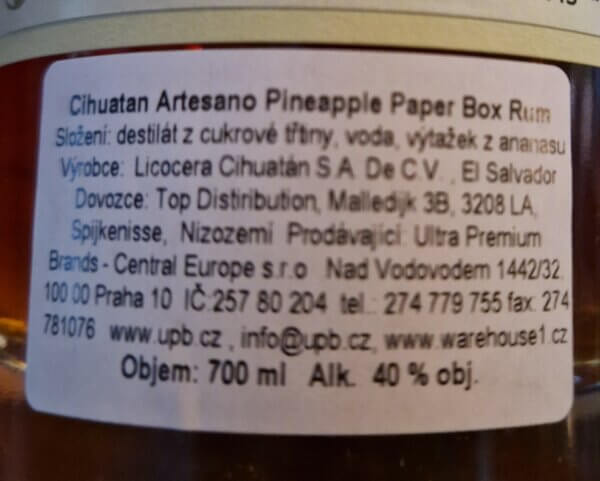 Cihuatan Artesano Pineapple Paper Box Rum
Složení: destilát z cukrové třtiny, voda, výtažek z ananasu
Výrobce: Licocera Cihuatán S.A. De C.V. , El Salvador
Dovozce: Top Distiribution, Malledijk 3B, 3208 LA,
Spijkenisse, Nizozemí Prodávající: Ultra Premium
Brands - Central Europe s.r.o Nad Vodovodem 1442/32,
100 00 Praha 10 IČ:257 80 204 tel.: 274 779 755 fax: 274
781076 www.upb.cz , info@upb.cz, www.warehouse1.cz
Objem: 700 ml Alk. 40 % obj.